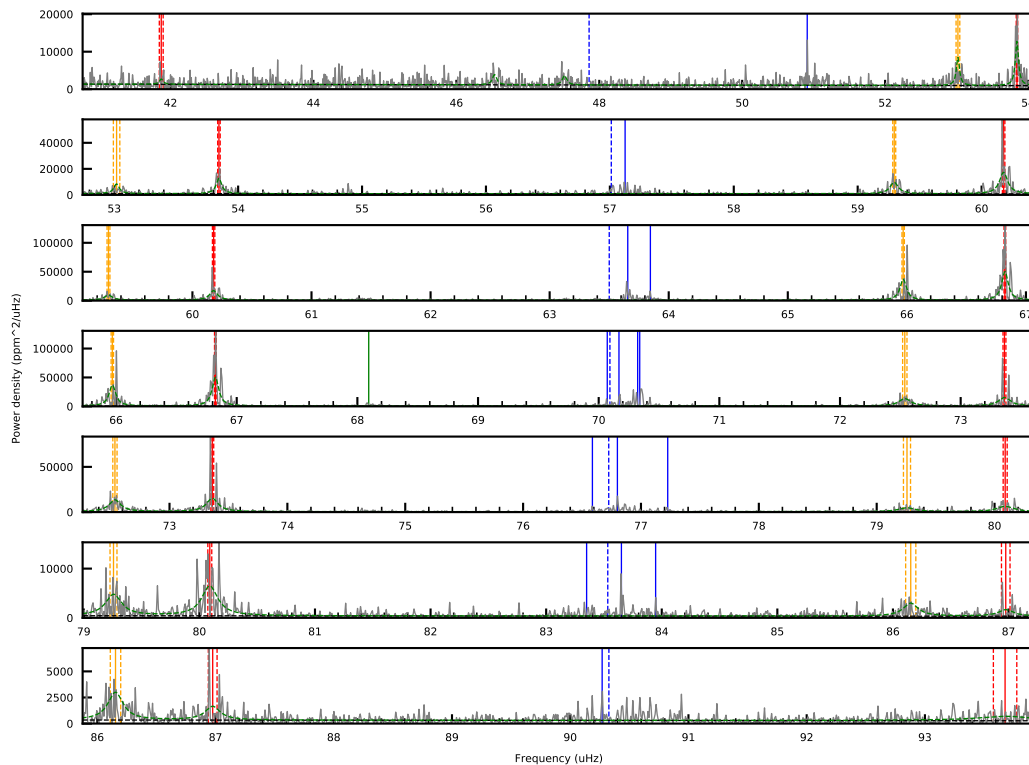 20000
10000
0
42 44 46 48 50 52 54
40000
20000
0
53 54 55 56 57 58 59 60
100000
50000
0
60 61 62 63 64 65 66 67
100000
50000
0
66 67 68 69 70 71 72 73
50000
0
73 74 75 76 77 78 79 80
10000
5000
0
79 80 81 82 83 84 85 86 87
5000
2500
0
86 87 88 89 90 91 92 93
Power density (ppm^2/uHz)
Frequency (uHz)